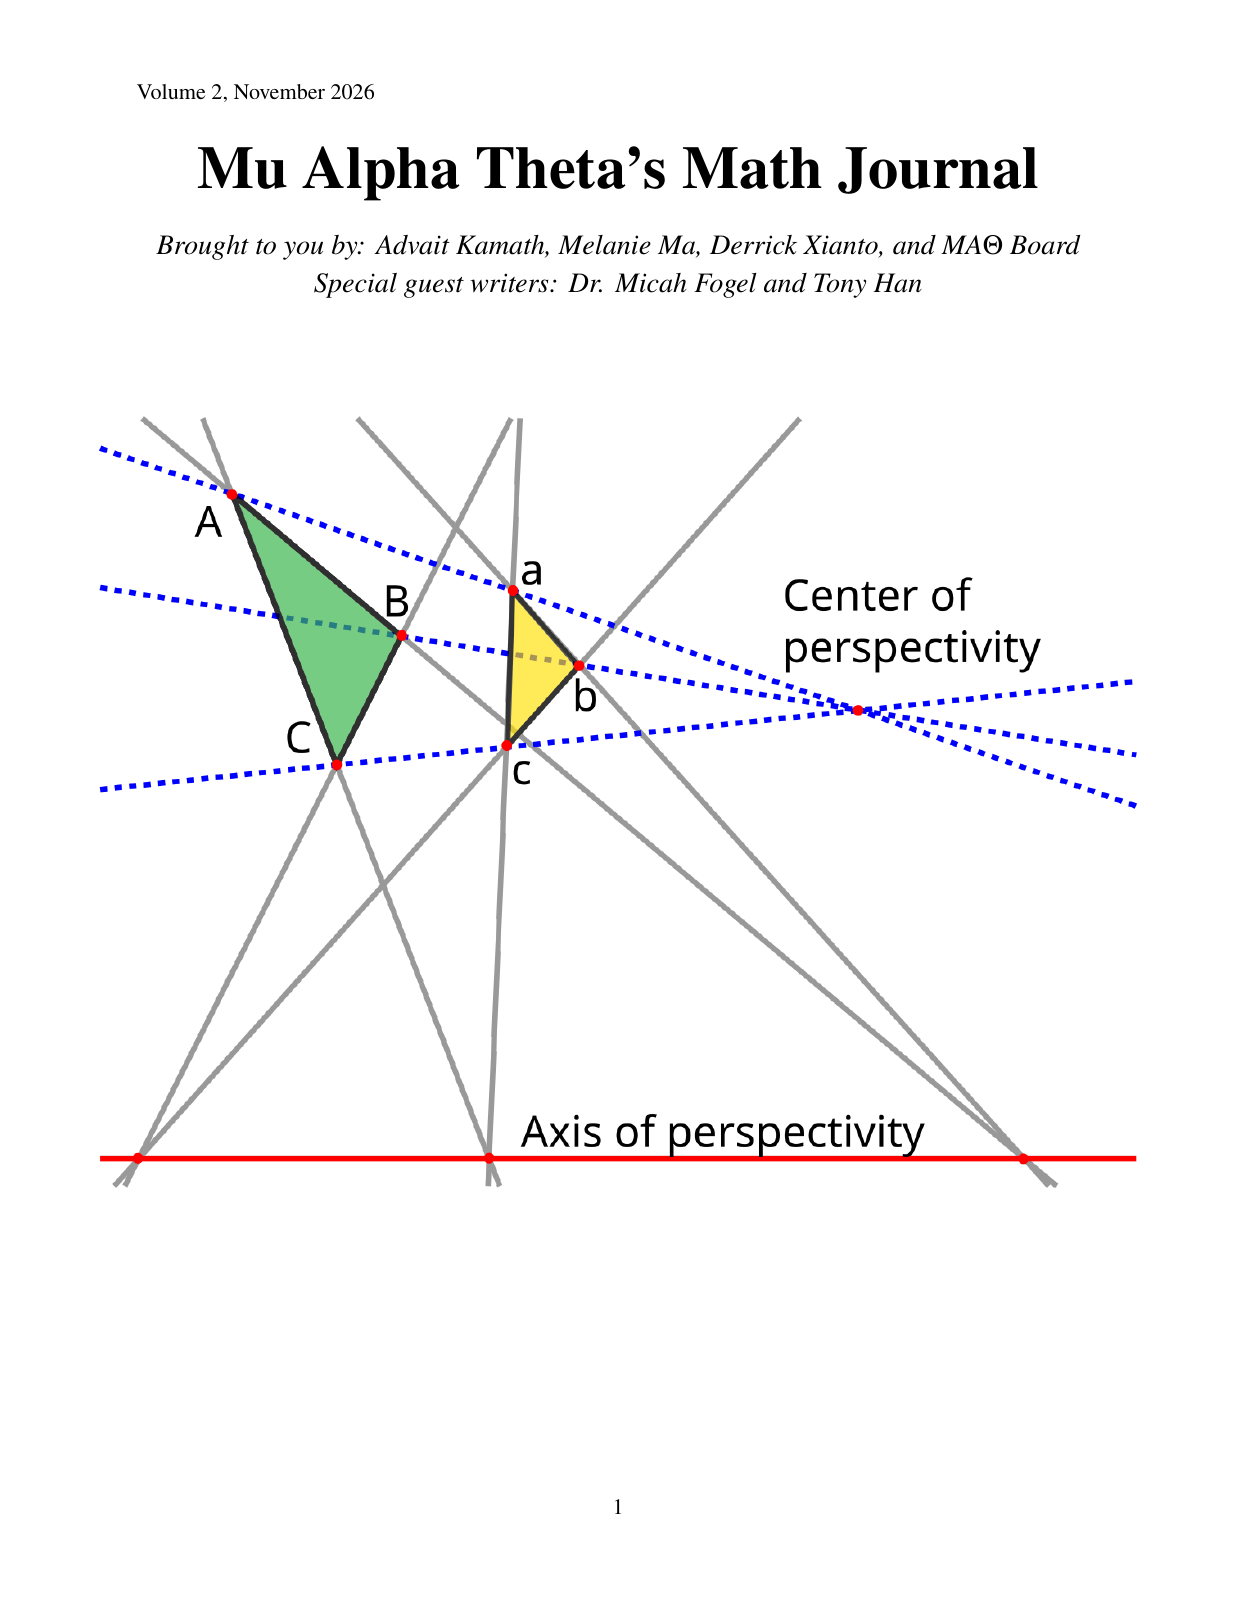 Volume 2, November 2026
Mu Alpha Theta’s Math Journal
Brought to you by: Advait Kamath, Melanie Ma, Derrick Xianto, and MAΘ Board
Special guest writers: Dr. Micah Fogel and Tony Han
A
a
B
Center of
perspectivity
b
C
c
Axis of perspectivity
1